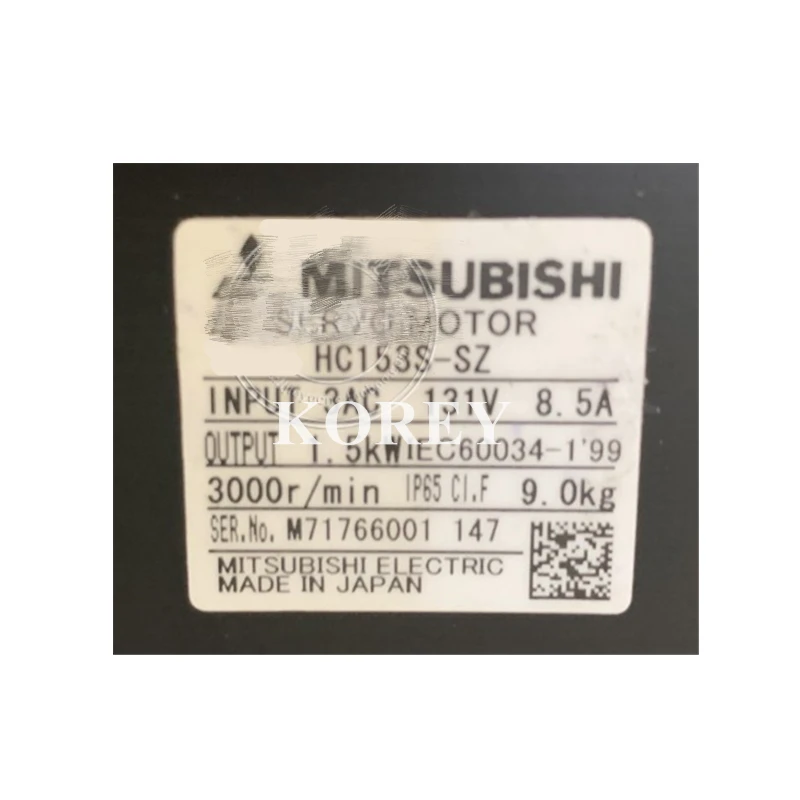 MITSUBISHI
SERVO MOTOR
HC153S-SZ
INPUT 3AC 131V 8.5A
KOREY
OUTPUT 1.5kW IEC60034-1'99
3000r/min IP65 CI.F 9.0kg
SER.No. M71766001 147
MITSUBISHI ELECTRIC
MADE IN JAPAN